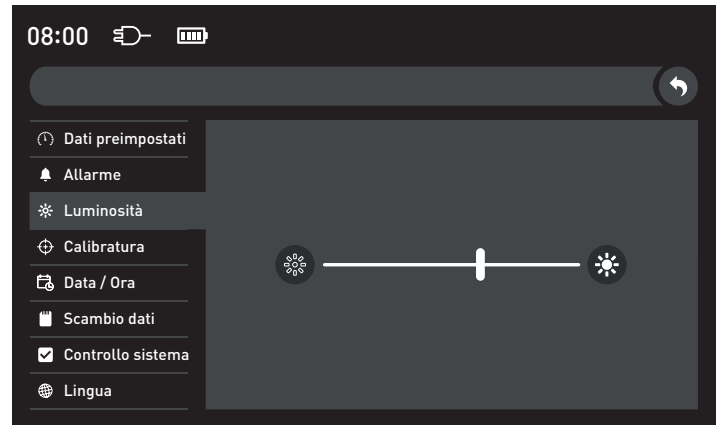 08:00
Dati preimpostati
Allarme
Luminosità
Calibratura
Data / Ora
Scambio dati
Controllo sistema
Lingua